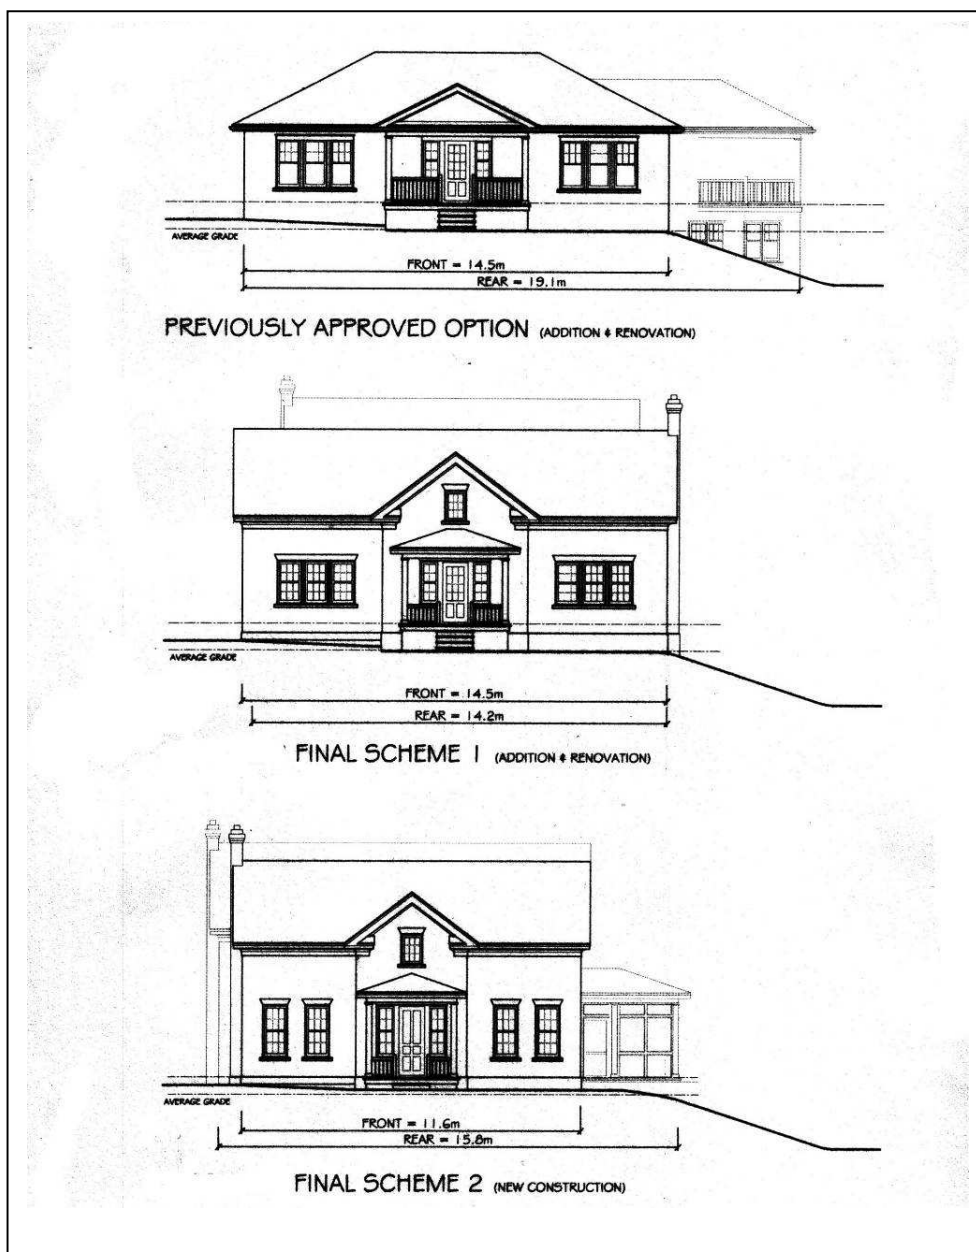 AVERAGE GRADE
FRONT = 14.5m
REAR = 19.1m
PREVIOUSLY APPROVED OPTION (ADDITION & RENOVATION)
AVERAGE GRADE
FRONT = 14.5m
REAR = 14.2m
FINAL SCHEME 1 (ADDITION & RENOVATION)
AVERAGE GRADE
FRONT = 11.6m
REAR = 15.8m
FINAL SCHEME 2 (NEW CONSTRUCTION)